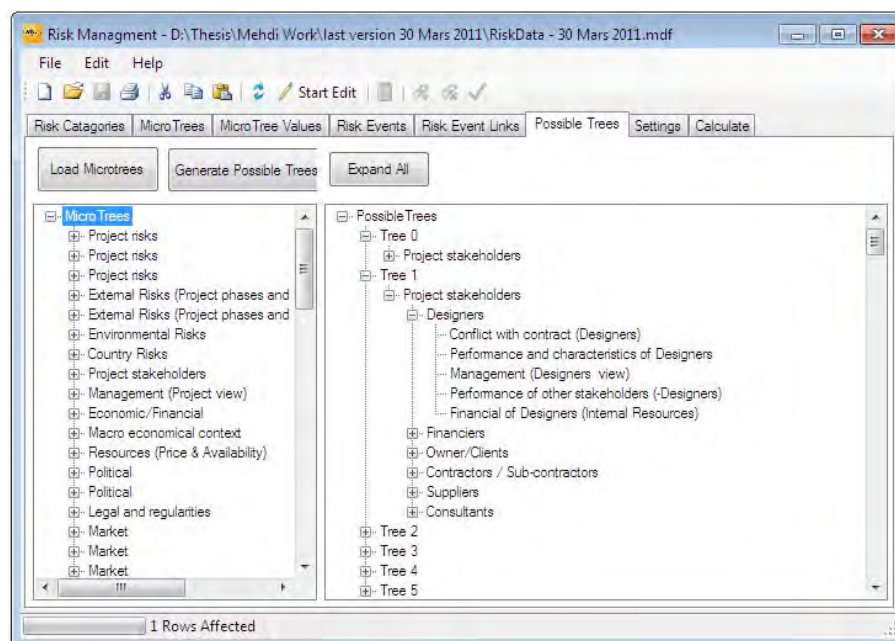 Risk Managment - D:\Thesis\Mehdi Work\last version 30 Mars 2011\RiskData - 30 Mars 2011.mdf
File Edit Help
Start Edit
Risk Catagories MicroTrees MicroTree Values Risk Events Risk Event Links Possible Trees Settings Calculate
Load Microtrees Generate Possible Trees Expand All
MicroTrees
Project risks
Project risks
Project risks
External Risks (Project phases and
External Risks (Project phases and
Environmental Risks
Country Risks
Project stakeholders
Management (Project view)
Economic/Financial
Macro economical context
Resources (Price & Availability)
Political
Political
Legal and regularities
Market
Market
Market
PossibleTrees
Tree 0
Project stakeholders
Tree 1
Project stakeholders
Designers
Conflict with contract (Designers)
Performance and characteristics of Designers
Management (Designers view)
Performance of other stakeholders (-Designers)
Financial of Designers (Internal Resources)
Financiers
Owner/Clients
Contractors / Sub-contractors
Suppliers
Consultants
Tree 2
Tree 3
Tree 4
Tree 5
1 Rows Affected